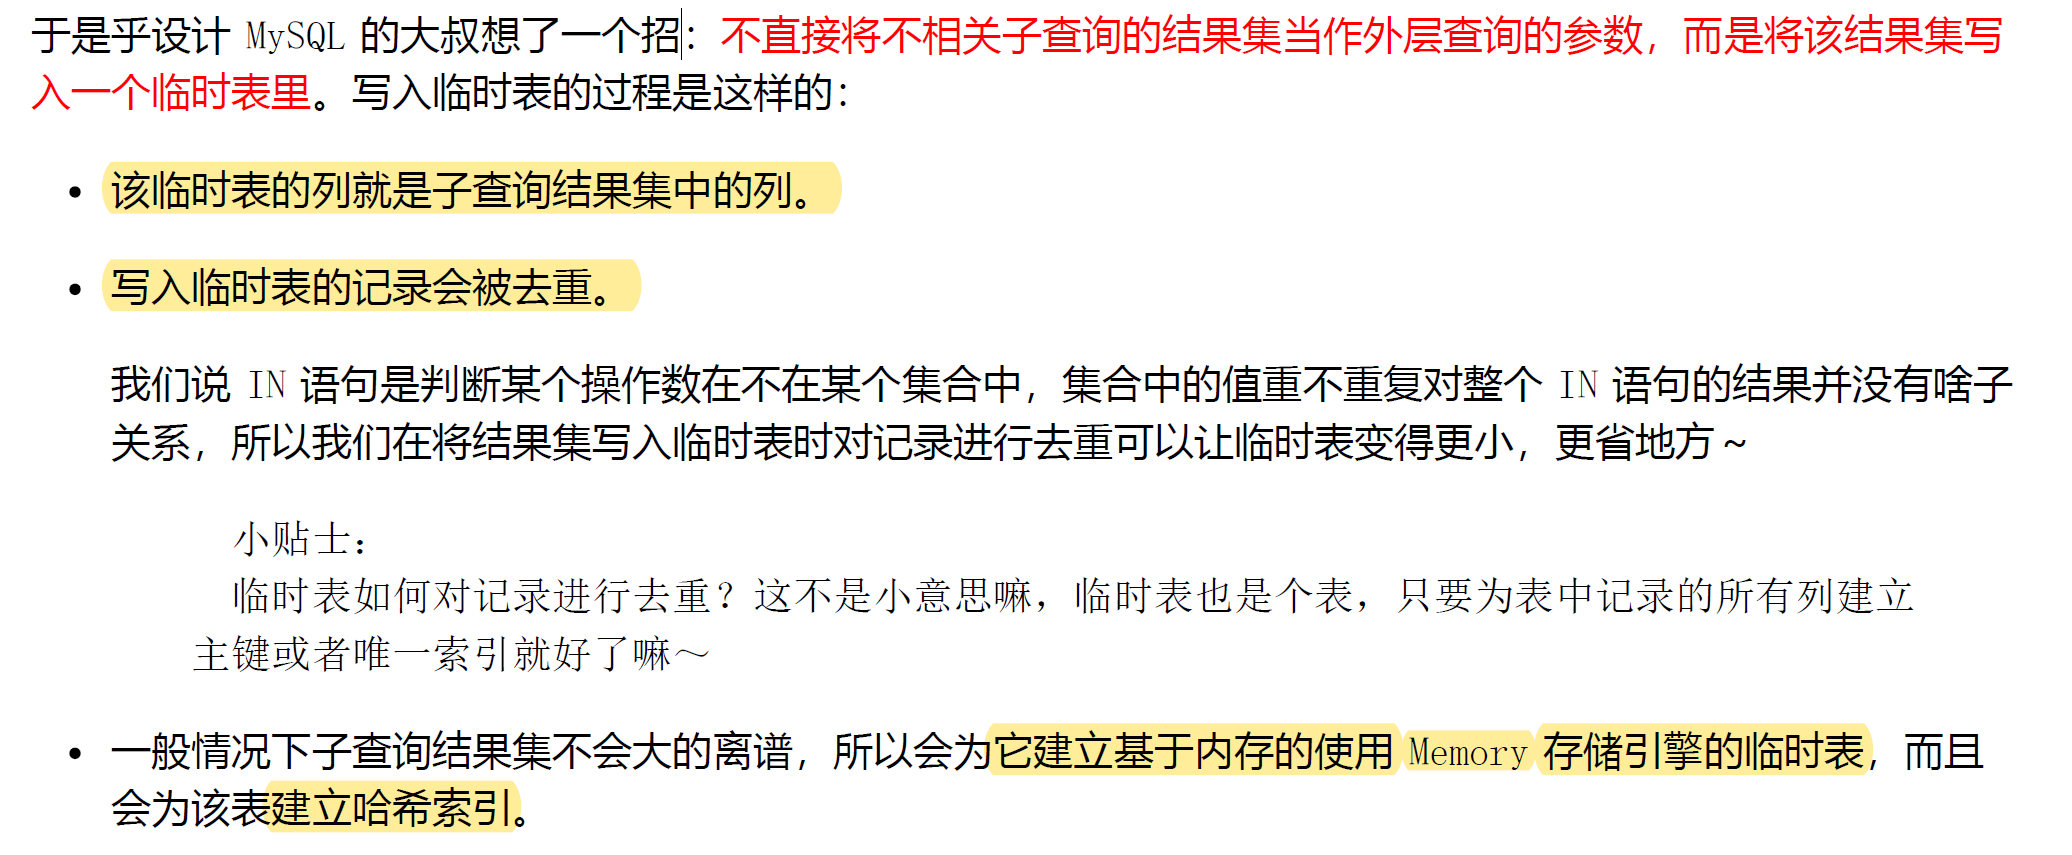 于是乎设计 MySQL 的大叔想了一个招：不直接将不相关子查询的结果集当作外层查询的参数，而是将该结果集写
入一个临时表里。写入临时表的过程是这样的：
• 该临时表的列就是子查询结果集中的列。
• 写入临时表的记录会被去重。
我们说 IN 语句是判断某个操作数在不在某个集合中，集合中的值重不重复对整个 IN 语句的结果并没有啥子
关系，所以我们在将结果集写入临时表时对记录进行去重可以让临时表变得更小，更省地方～
小贴士：
临时表如何对记录进行去重？这不是小意思嘛，临时表也是个表，只要为表中记录的所有列建立
主键或者唯一索引就好了嘛～
• 一般情况下子查询结果集不会大的离谱，所以会为它建立基于内存的使用 Memory 存储引擎的临时表，而且
会为该表建立哈希索引。